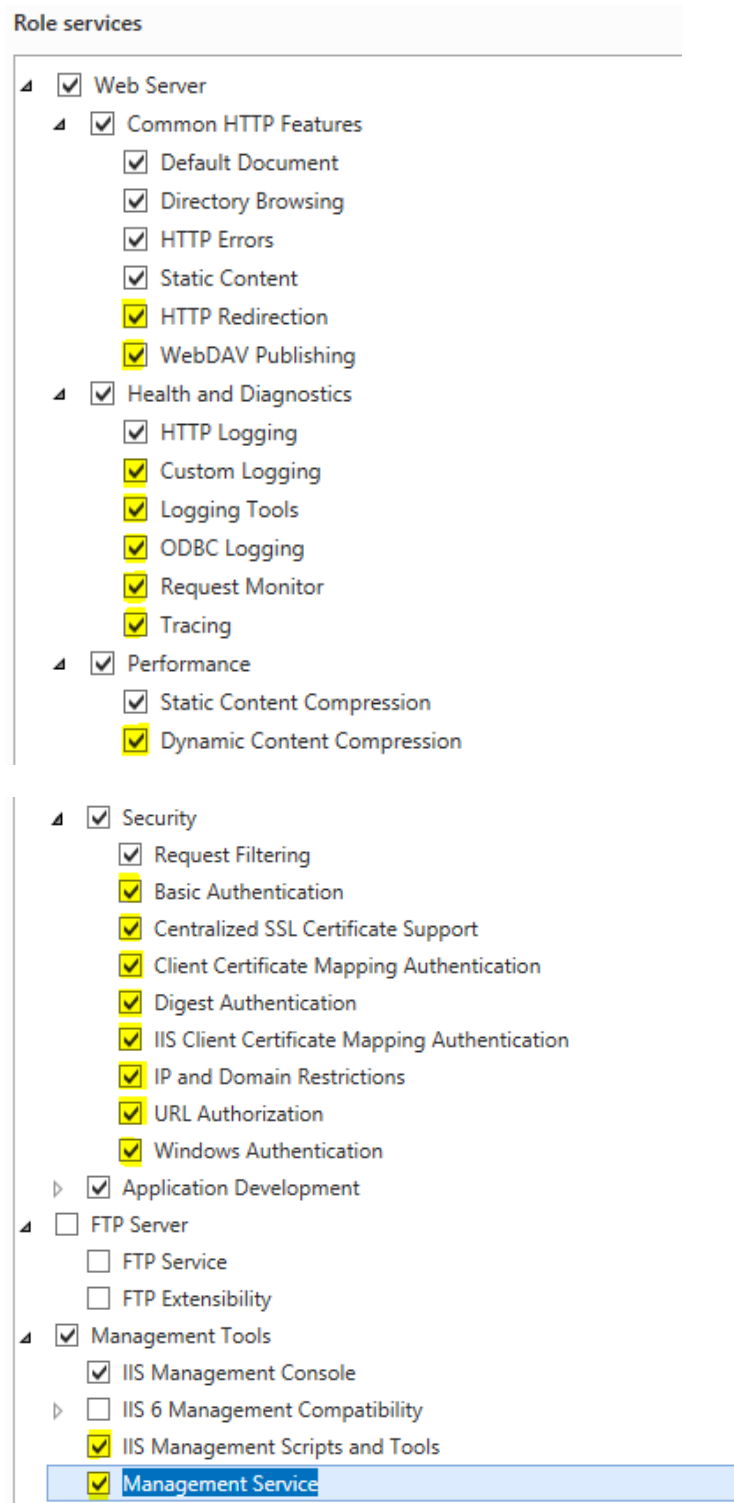 Role services
Web Server
Common HTTP Features
Default Document
Directory Browsing
HTTP Errors
Static Content
HTTP Redirection
WebDAV Publishing
Health and Diagnostics
HTTP Logging
Custom Logging
Logging Tools
ODBC Logging
Request Monitor
Tracing
Performance
Static Content Compression
Dynamic Content Compression
Security
Request Filtering
Basic Authentication
Centralized SSL Certificate Support
Client Certificate Mapping Authentication
Digest Authentication
IIS Client Certificate Mapping Authentication
IP and Domain Restrictions
URL Authorization
Windows Authentication
Application Development
FTP Server
FTP Service
FTP Extensibility
Management Tools
IIS Management Console
IIS 6 Management Compatibility
IIS Management Scripts and Tools
Management Service